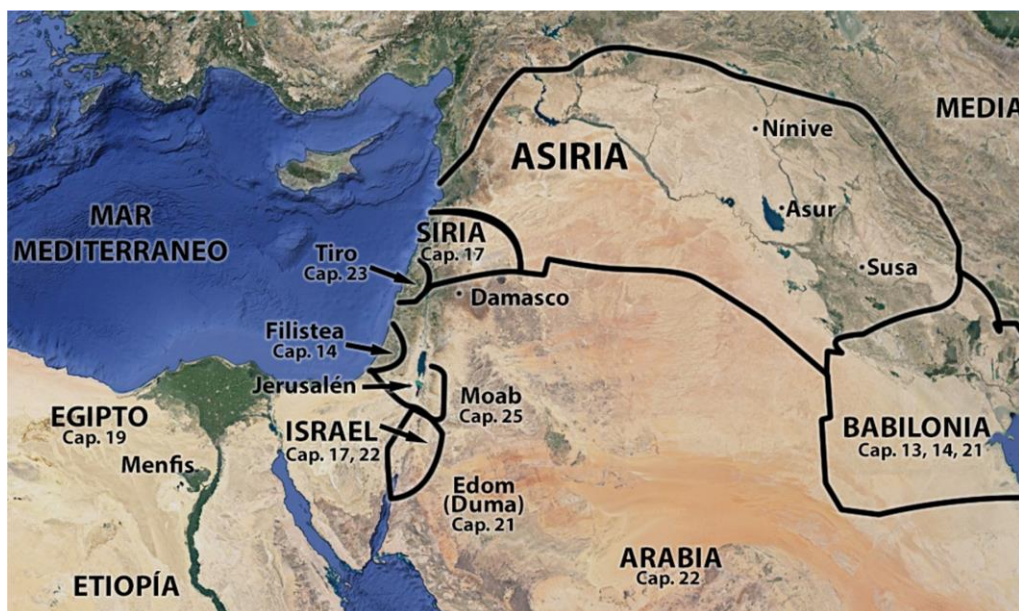 MEDIA
Nínive
ASIRIA
Asur
MAR
MEDITERRANEO
SIRIA
Cap. 17
Tiro
Cap. 23
Susa
Damasco
Filistea
Cap. 14
Jerusalén
Moab
Cap. 25
EGIPTO
Cap. 19
ISRAEL
Cap. 17, 22
BABILONIA
Cap. 13, 14, 21
Menfis
Edom
(Duma)
Cap. 21
ARABIA
Cap. 22
ETIOPÍA